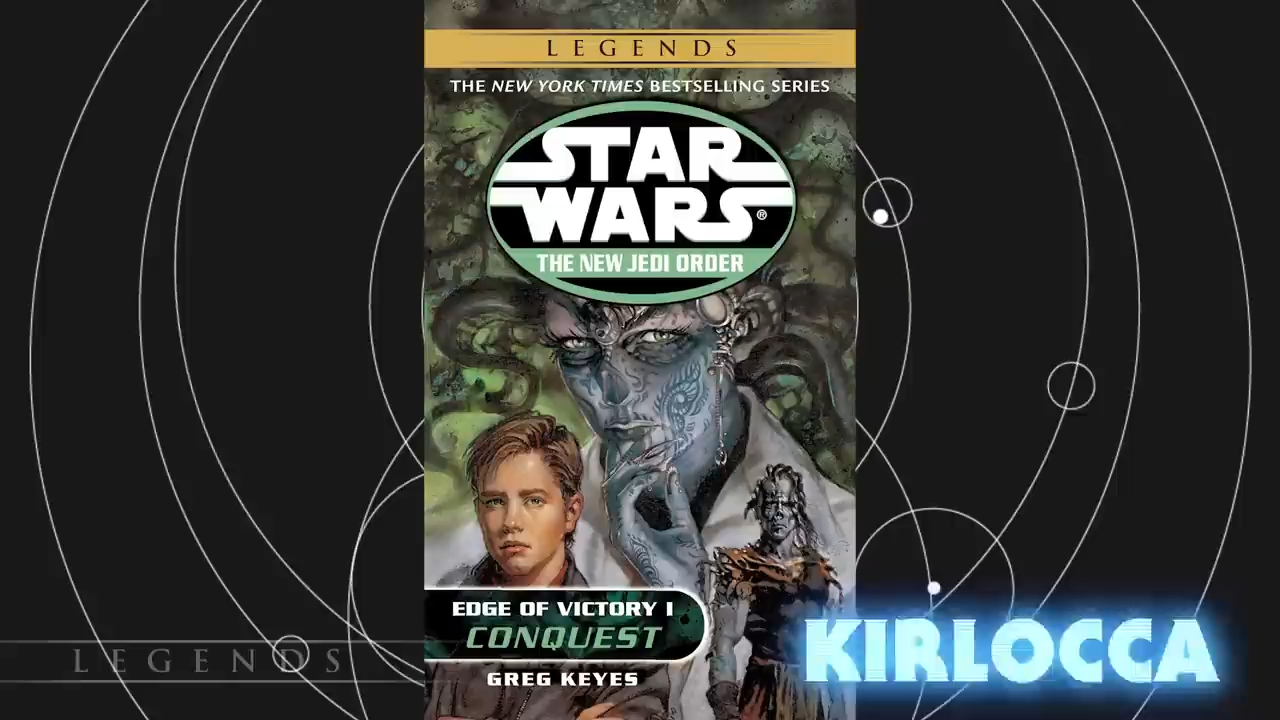 LEGENDS
THE NEW YORK TIMES BESTSELLING SERIES
STAR
WARS®
THE NEW JEDI ORDER
EDGE OF VICTORY I
CONQUEST
GREG KEYES
LEGENDS
KIRLOCCA